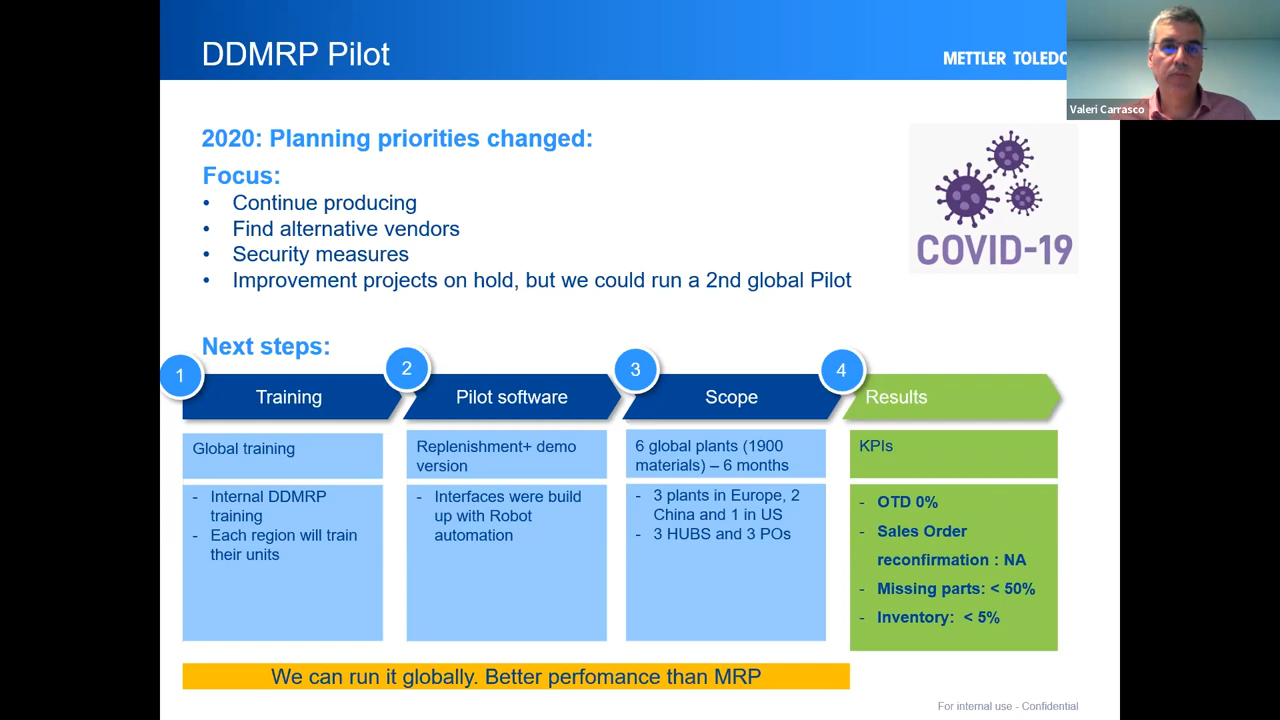 DDMRP Pilot
METTLER TOLEDO
Valeri Carrasco
2020: Planning priorities changed:
Focus:
• Continue producing
• Find alternative vendors
• Security measures
• Improvement projects on hold, but we could run a 2nd global Pilot
COVID-19
Next steps:
1
2
3
4
Training
Pilot software
Scope
Results
Global training
- Internal DDMRP
training
- Each region will train
their units
Replenishment+ demo
version
- Interfaces were build
up with Robot
automation
6 global plants (1900
materials) – 6 months
- 3 plants in Europe, 2
China and 1 in US
- 3 HUBS and 3 POs
KPIs
- OTD 0%
- Sales Order
reconfirmation : NA
- Missing parts: < 50%
- Inventory: < 5%
We can run it globally. Better perfomance than MRP
For internal use - Confidential